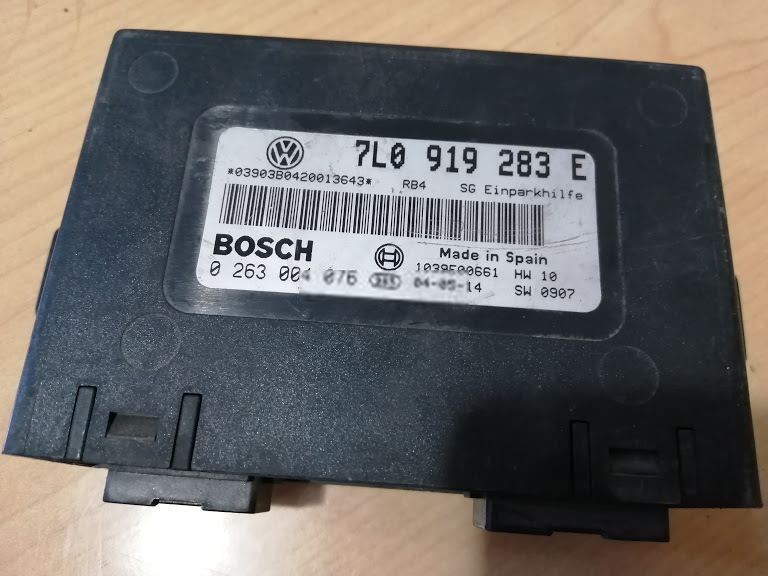 7L0 919 283 E
*03903B0420013643* RB4 SG Einparkhilfe
BOSCH Made in Spain
1039E00661 HW 10
0 263 004 076 04-05-14 SW 0907